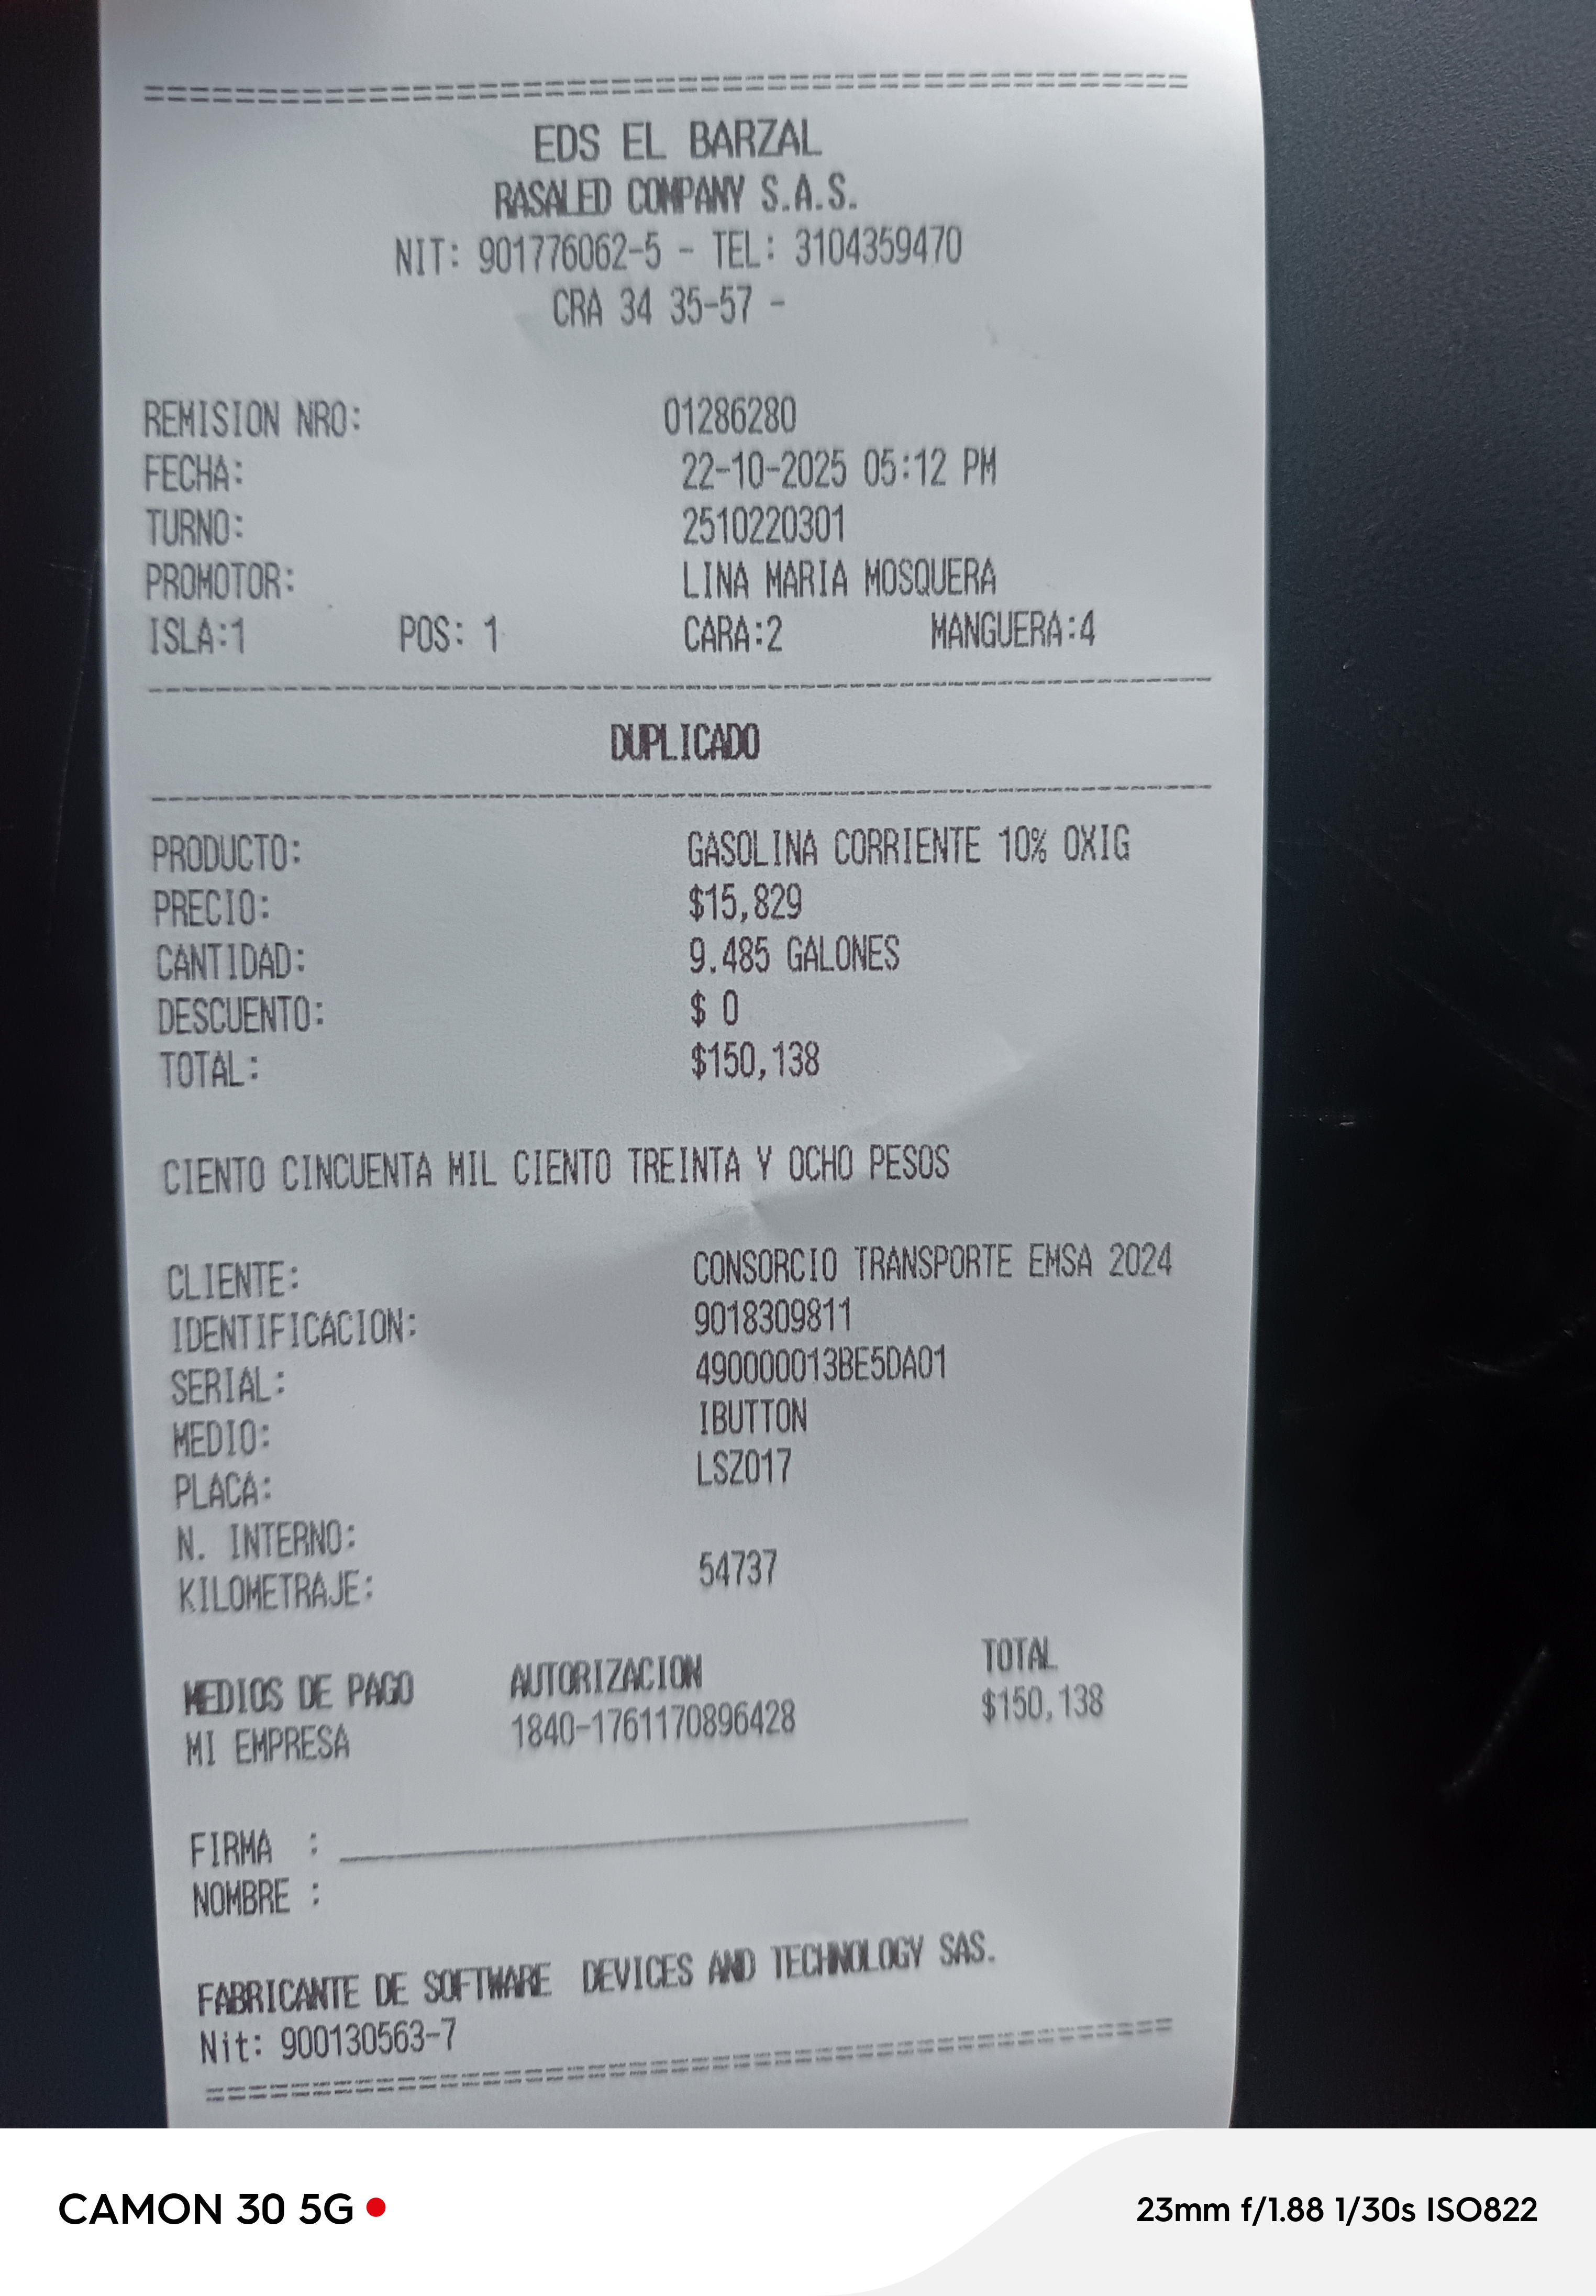 ================================================
EDS EL BARZAL
RASALED COMPANY S.A.S.
NIT: 901776062-5 - TEL: 3104359470
CRA 34 35-57 -
REMISION NRO: 01286280
FECHA: 22-10-2025 05:12 PM
TURNO: 2510220301
PROMOTOR: LINA MARIA MOSQUERA
ISLA:1 POS: 1 CARA:2 MANGUERA:4
DUPLICADO
PRODUCTO: GASOLINA CORRIENTE 10% OXIG
PRECIO: $15,829
CANTIDAD: 9.485 GALONES
DESCUENTO: $ 0
TOTAL: $150,138
CIENTO CINCUENTA MIL CIENTO TREINTA Y OCHO PESOS
CLIENTE: CONSORCIO TRANSPORTE EMSA 2024
IDENTIFICACION: 9018309811
SERIAL: 490000013BE5DA01
MEDIO: IBUTTON
PLACA: LSZ017
N. INTERNO:
KILOMETRAJE: 54737
MEDIOS DE PAGO AUTORIZACION TOTAL
MI EMPRESA 1840-1761170896428 $150,138
FIRMA :
NOMBRE :
FABRICANTE DE SOFTWARE DEVICES AND TECHNOLOGY SAS.
Nit: 900130563-7
================================================
CAMON 30 5G
23mm f/1.88 1/30s ISO822